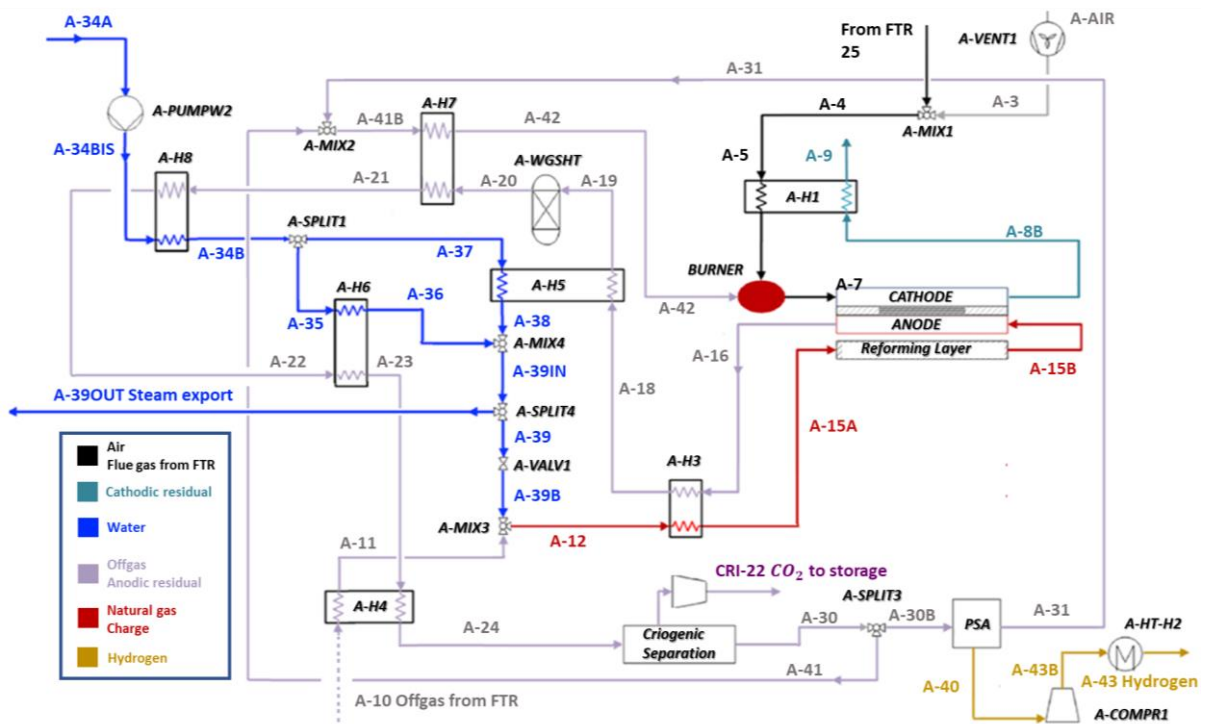 A-34A
From FTR
25
A-VENT1
A-AIR
A-31
A-PUMPW2
A-H7
A-4
A-3
A-41B
A-42
A-MIX1
A-MIX2
A-34BIS
A-H8
A-WGSHT
A-5
A-9
A-21
A-20
A-19
A-H1
A-SPLIT1
A-37
A-34B
A-8B
BURNER
A-H6
A-36
A-H5
A-7
CATHODE
A-42
ANODE
A-35
A-38
A-MIX4
A-16
Reforming Layer
A-22
A-23
A-39IN
A-18
A-15B
A-39OUT Steam export
A-SPLIT4
A-39
A-15A
Air
Flue gas from FTR
A-VALV1
A-H3
Cathodic residual
A-39B
Water
A-MIX3
A-12
A-11
Offgas
Anodic residual
CRI-22 CO₂ to storage
A-SPLIT3
A-H4
Natural gas
Charge
A-24
Criogenic
Separation
A-30
A-30B
PSA
A-31
A-HT-H2
Hydrogen
A-41
A-40
A-43B
A-43 Hydrogen
A-10 Offgas from FTR
A-COMPR1